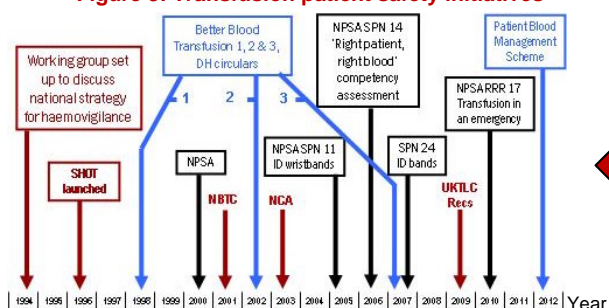 Figure 3. Transfusion patient safety initiatives
Working group set
up to discuss
national strategy
for haemovigilance
Better Blood
Transfusion 1, 2 & 3,
DH circulars
NPSA SPN 14
'Right patient,
right blood'
competency
assessment
Patient Blood
Management
Scheme
NPSA RRR 17
Transfusion in
an emergency
1
2
3
SHOT
launched
NPSA
NPSA SPN 11
ID wristbands
SPN 24
ID bands
NBTC
NCA
UKTLC
Recs
1994 1995 1996 1997 1998 1999 2000 2001 2002 2003 2004 2005 2006 2007 2008 2009 2010 2011 2012 Year